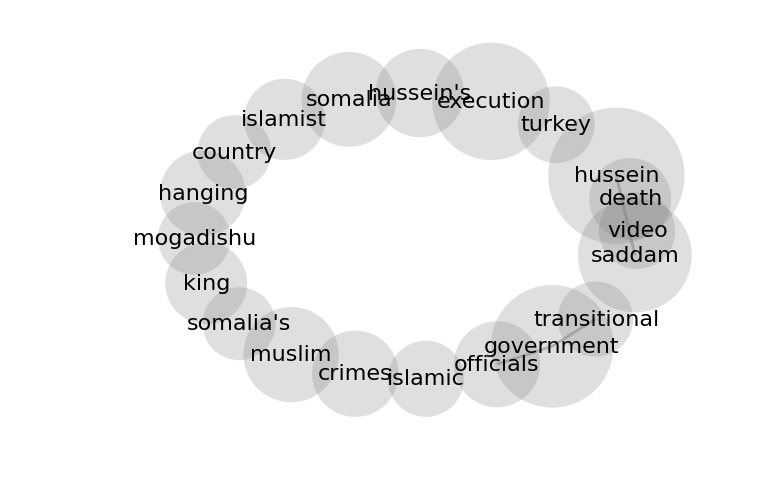 hussein's
somalia
execution
islamist
turkey
country
hussein
hanging
death
mogadishu
video
saddam
king
transitional
somalia's
government
muslim
officials
crimes
islamic